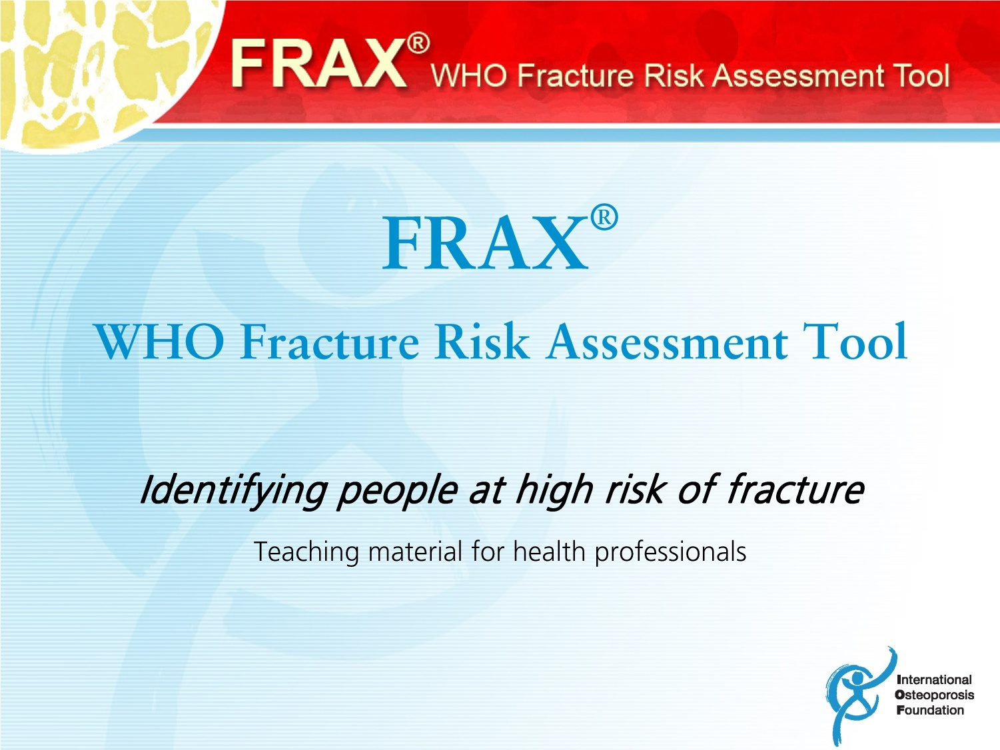 FRAX® WHO Fracture Risk Assessment Tool
FRAX®
WHO Fracture Risk Assessment Tool
Identifying people at high risk of fracture
Teaching material for health professionals
International
Osteoporosis
Foundation